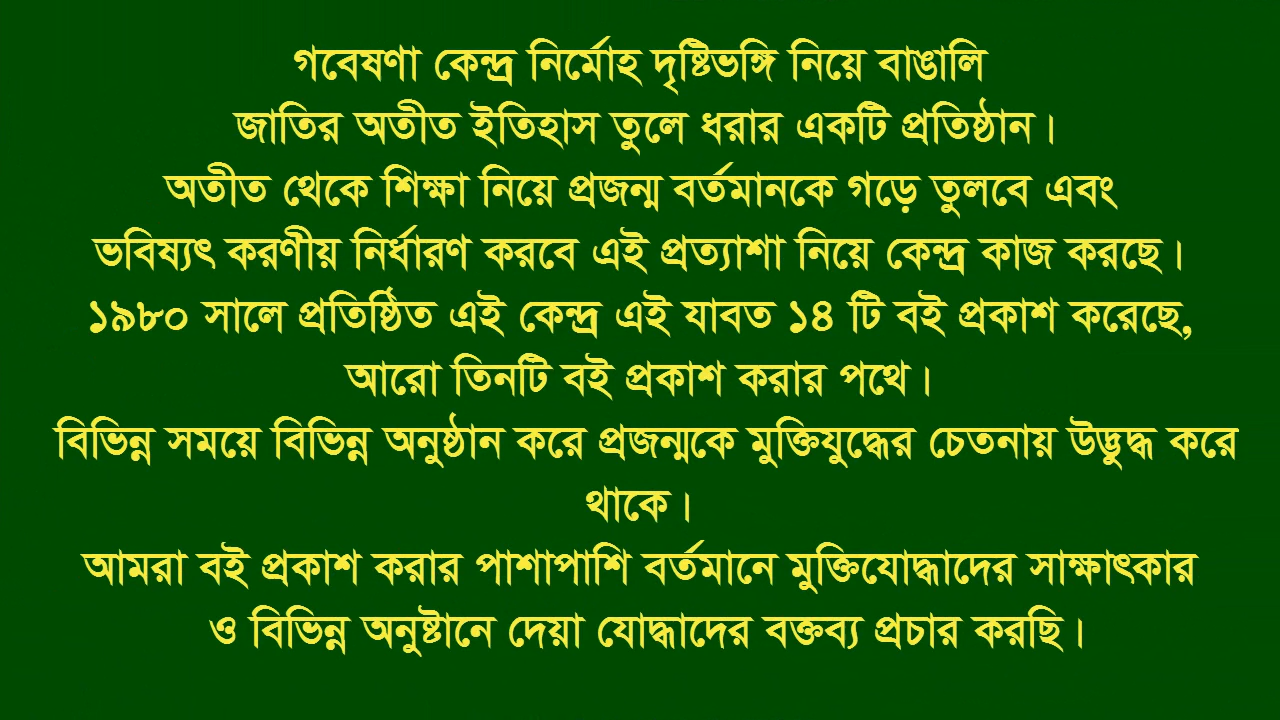 গবেষণা কেন্দ্র নির্মোহ দৃষ্টিভঙ্গি নিয়ে বাঙালি
জাতির অতীত ইতিহাস তুলে ধরার একটি প্রতিষ্ঠান।
অতীত থেকে শিক্ষা নিয়ে প্রজন্ম বর্তমানকে গড়ে তুলবে এবং
ভবিষ্যৎ করণীয় নির্ধারণ করবে এই প্রত্যাশা নিয়ে কেন্দ্র কাজ করছে।
১৯৮০ সালে প্রতিষ্ঠিত এই কেন্দ্র এই যাবত ১৪ টি বই প্রকাশ করেছে,
আরো তিনটি বই প্রকাশ করার পথে।
বিভিন্ন সময়ে বিভিন্ন অনুষ্ঠান করে প্রজন্মকে মুক্তিযুদ্ধের চেতনায় উদ্ভুদ্ধ করে
থাকে।
আমরা বই প্রকাশ করার পাশাপাশি বর্তমানে মুক্তিযোদ্ধাদের সাক্ষাৎকার
ও বিভিন্ন অনুষ্টানে দেয়া যোদ্ধাদের বক্তব্য প্রচার করছি।